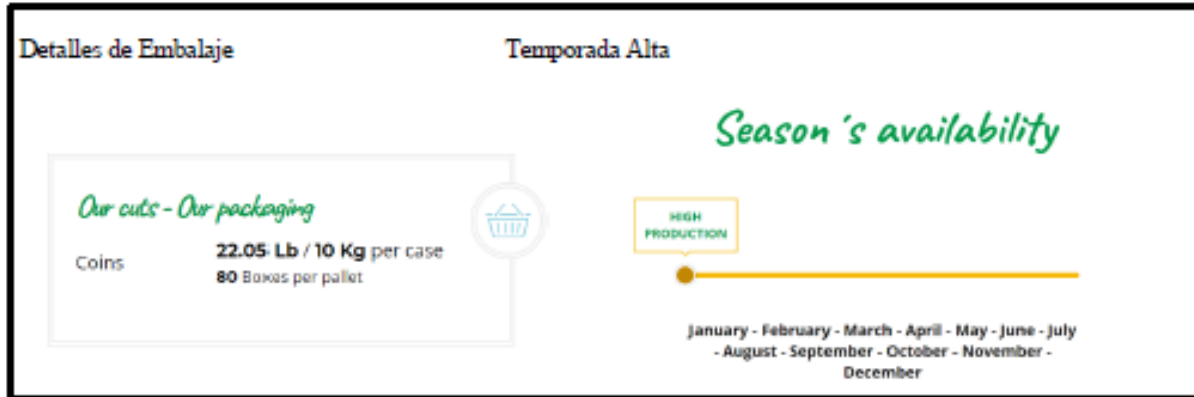 Detalles de Embalaje
Temporada Alta
Season´s availability
Our cuts - Our packaging
Coins
22.05 Lb / 10 Kg per case
80 Boxes per pallet
HIGH
PRODUCTION
January - February - March - April - May - June - July
- August - September - October - November -
December